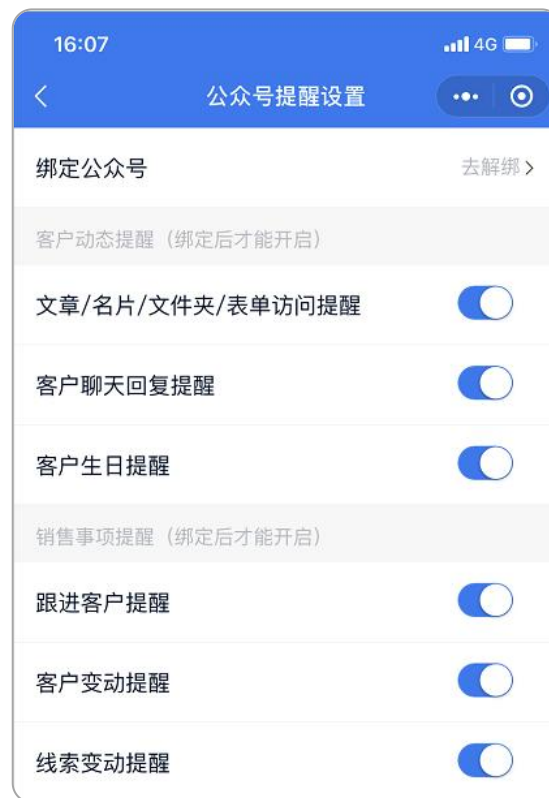 16:07
4G
公众号提醒设置
绑定公众号
去解绑
客户动态提醒（绑定后才能开启）
文章/名片/文件夹/表单访问提醒
客户聊天回复提醒
客户生日提醒
销售事项提醒（绑定后才能开启）
跟进客户提醒
客户变动提醒
线索变动提醒